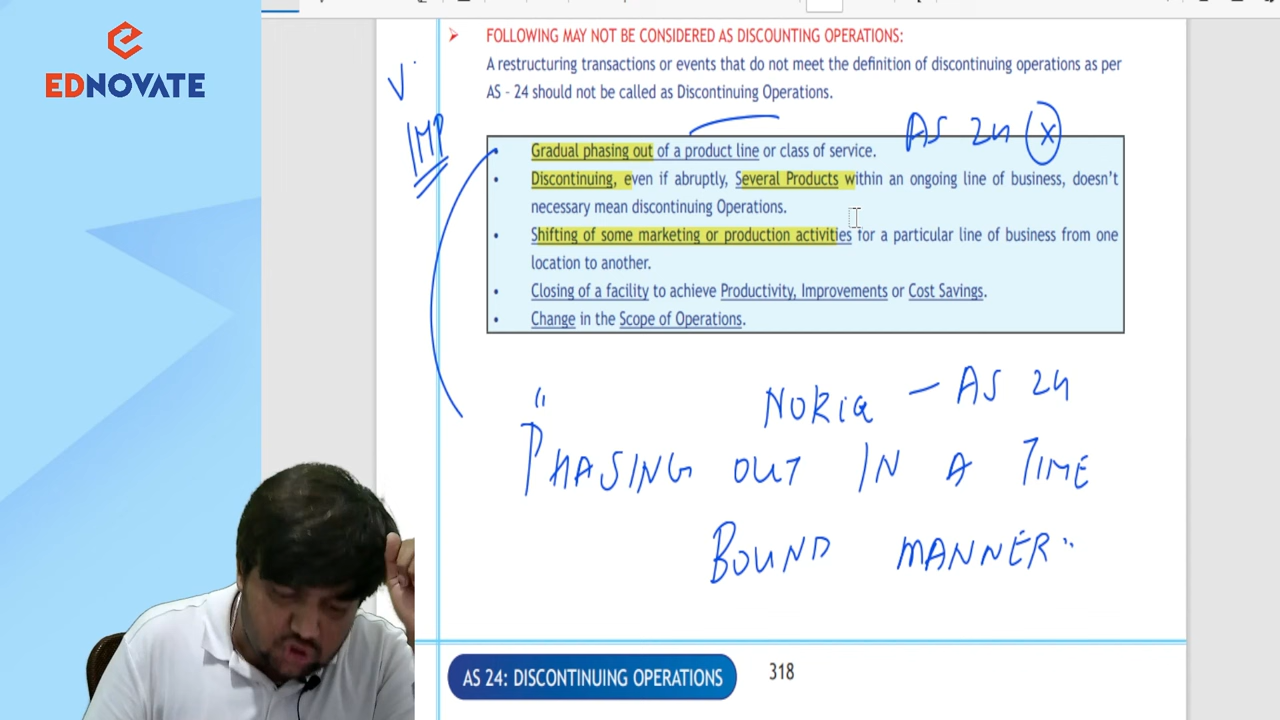 EDNOVATE
FOLLOWING MAY NOT BE CONSIDERED AS DISCOUNTING OPERATIONS:
A restructuring transactions or events that do not meet the definition of discontinuing operations as per
AS - 24 should not be called as Discontinuing Operations.
V.
IMP
AS 24 (X)
• Gradual phasing out of a product line or class of service.
• Discontinuing, even if abruptly, Several Products within an ongoing line of business, doesn't
necessary mean discontinuing Operations.
• Shifting of some marketing or production activities for a particular line of business from one
location to another.
• Closing of a facility to achieve Productivity, Improvements or Cost Savings.
• Change in the Scope of Operations.
NOKIA - AS 24
"PHASING OUT IN A TIME
BOUND MANNER"
AS 24: DISCONTINUING OPERATIONS
318